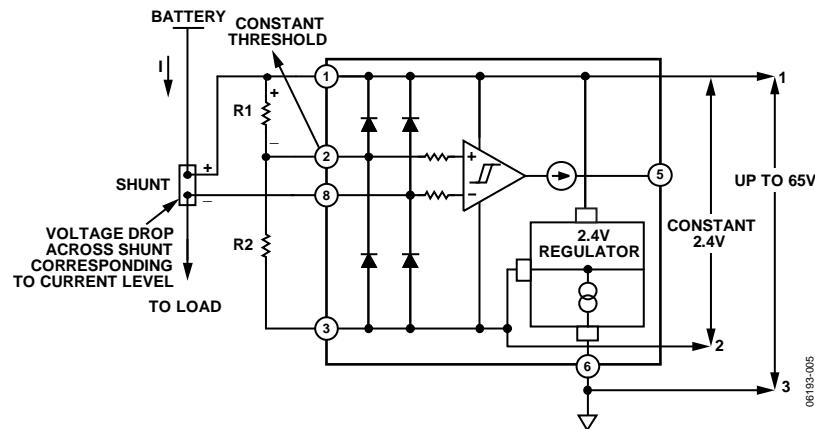 BATTERY
CONSTANT
THRESHOLD
I
1
1
+
R1
–
2
+
+
SHUNT
–
8
–
5
UP TO 65V
VOLTAGE DROP
ACROSS SHUNT
CORRESPONDING
TO CURRENT LEVEL
R2
2.4V
REGULATOR
CONSTANT
2.4V
TO LOAD
3
2
6
3
06193-005